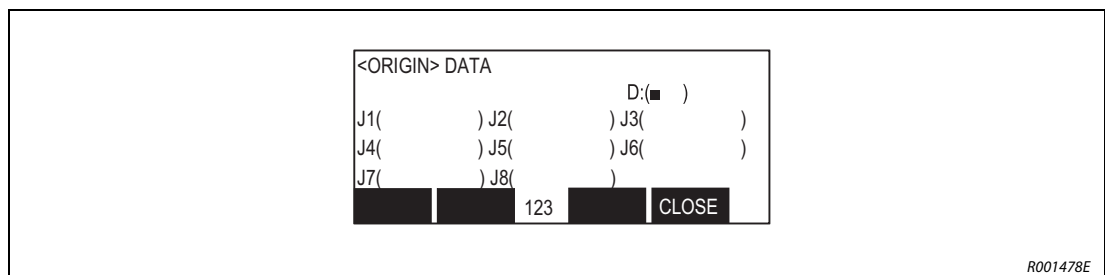 <ORIGIN> DATA
D:(■ )
J1( ) J2( ) J3( )
J4( ) J5( ) J6( )
J7( ) J8( )
123 CLOSE
R001478E